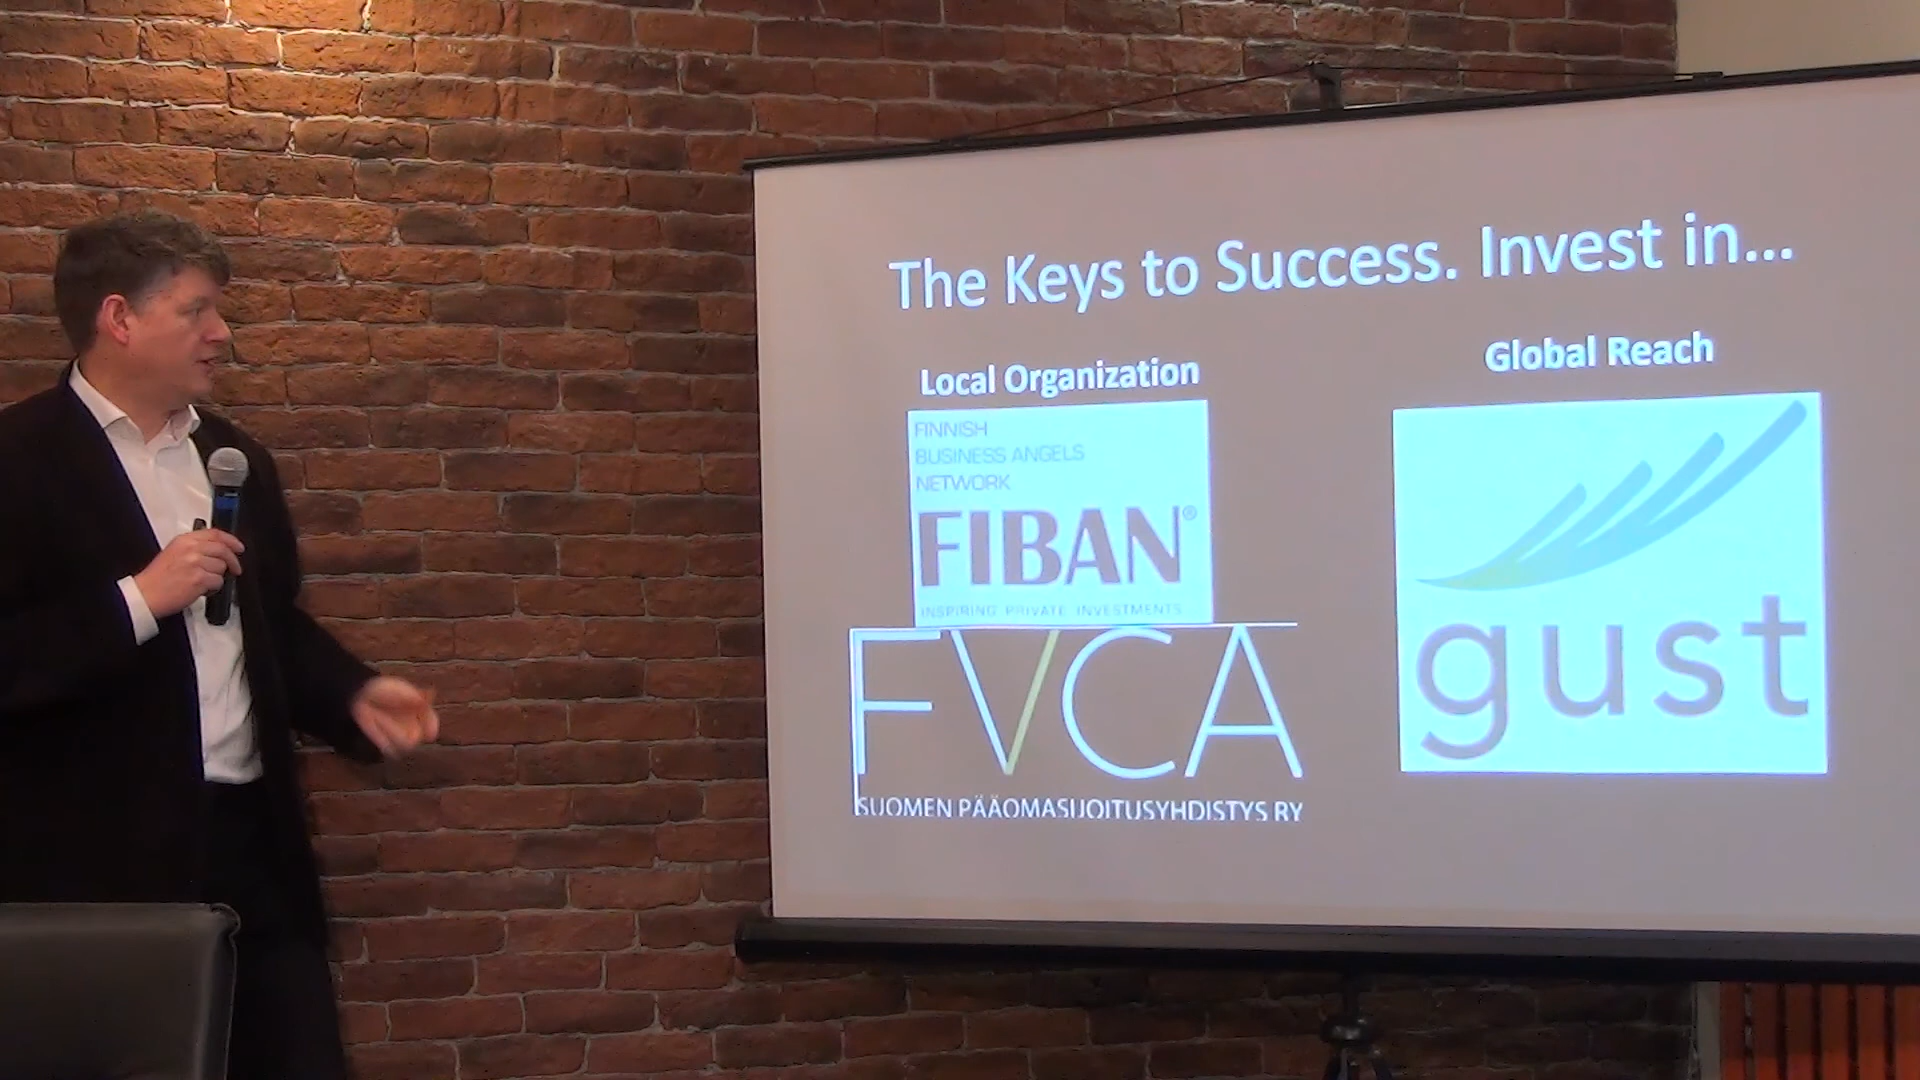 The Keys to Success. Invest in...
Local Organization
FINNISH
BUSINESS ANGELS
NETWORK
FIBAN®
INSPIRING PRIVATE INVESTMENTS
FVCA
SUOMEN PÄÄOMASIJOITUSYHDISTYS RY
Global Reach
gust